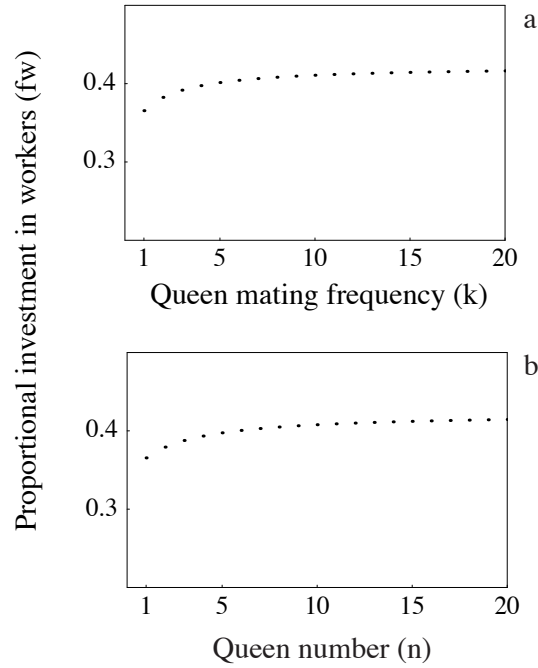 Proportional investment in workers (fw)
a
0.4
0.3
1 5 10 15 20
Queen mating frequency (k)
b
0.4
0.3
1 5 10 15 20
Queen number (n)